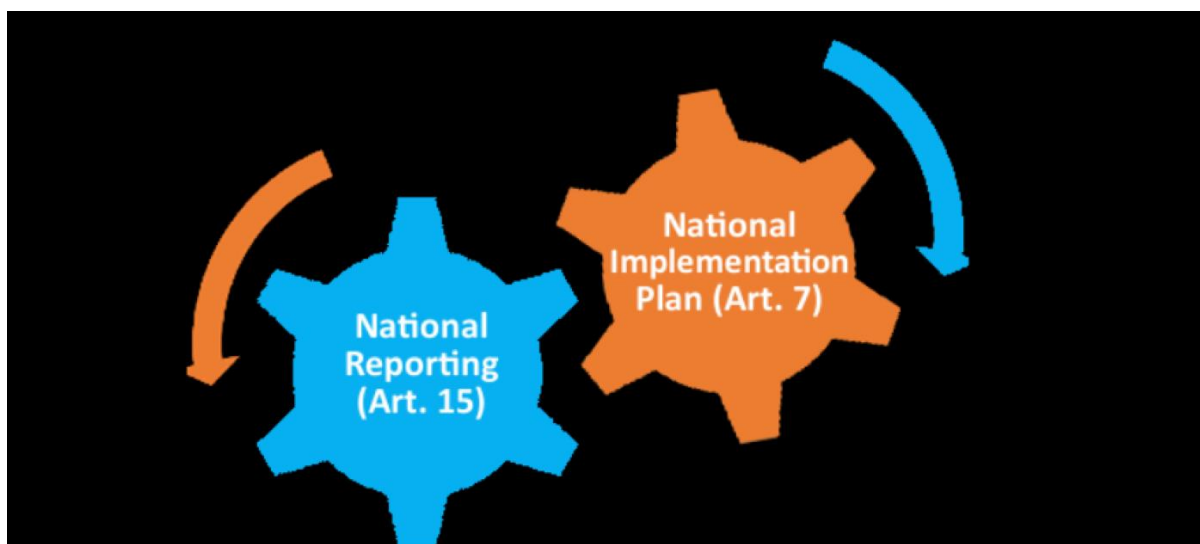 National
Reporting
(Art. 15)
National
Implementation
Plan (Art. 7)